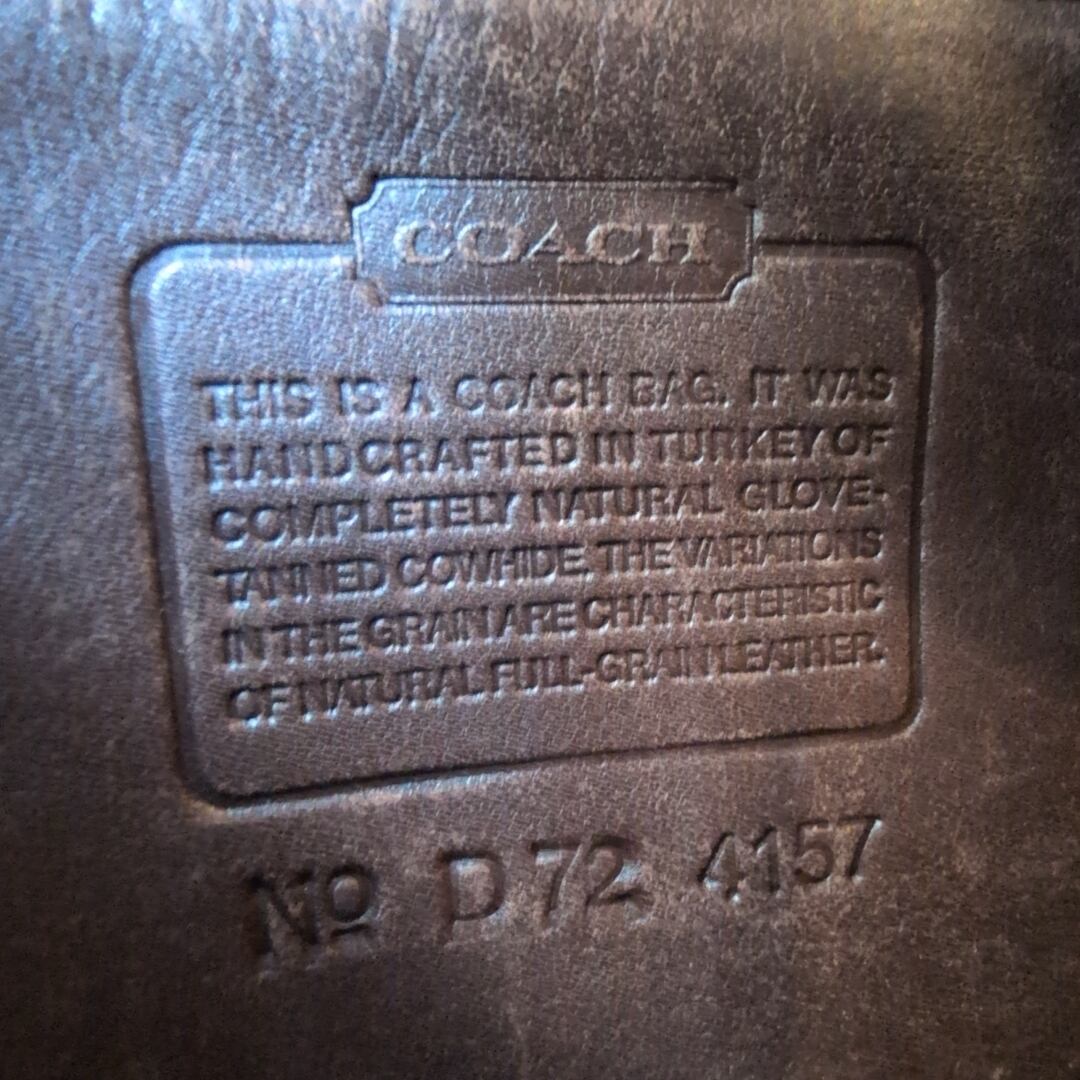 COACH
THIS IS A COACH BAG. IT WAS
HANDCRAFTED IN TURKEY OF
COMPLETELY NATURAL GLOVE-
TANNED COWHIDE. THE VARIATIONS
IN THE GRAIN ARE CHARACTERISTIC
OF NATURAL FULL-GRAIN LEATHER.
No D72 4157